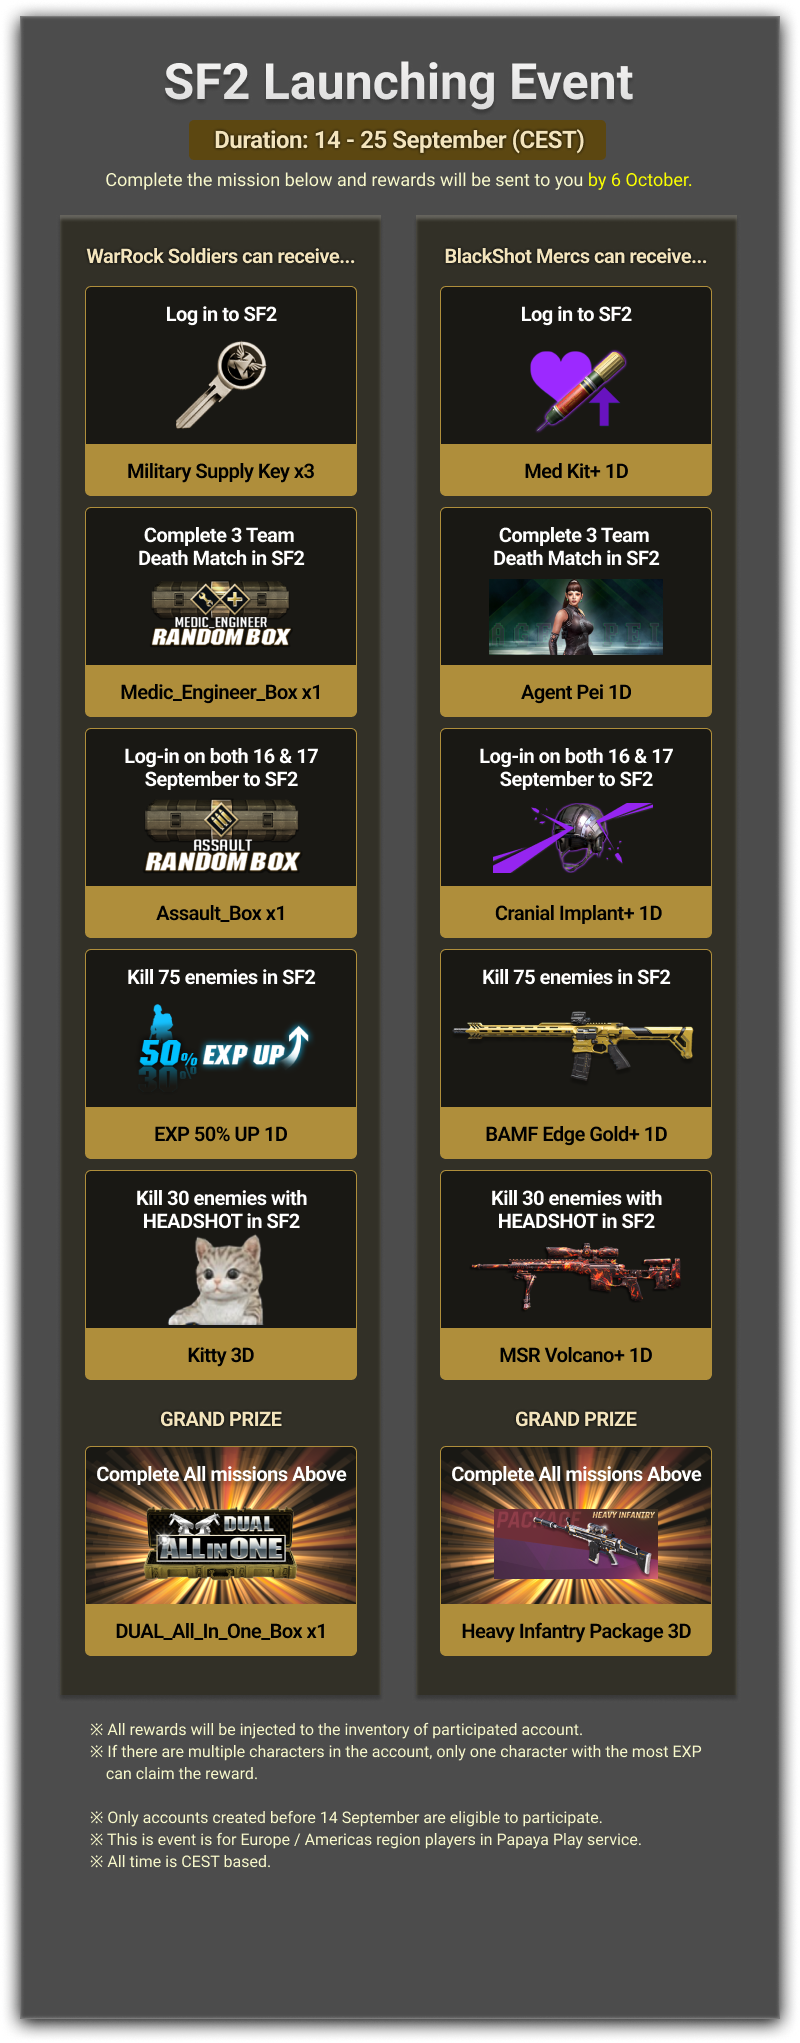 SF2 Launching Event
Duration: 14 - 25 September (CEST)
Complete the mission below and rewards will be sent to you by 6 October.
WarRock Soldiers can receive...
Log in to SF2
Military Supply Key x3
Complete 3 Team
Death Match in SF2
MEDIC_ENGINEER
RANDOM BOX
Medic_Engineer_Box x1
Log-in on both 16 & 17
September to SF2
ASSAULT
RANDOM BOX
Assault_Box x1
Kill 75 enemies in SF2
50% EXP UP
EXP 50% UP 1D
Kill 30 enemies with
HEADSHOT in SF2
Kitty 3D
GRAND PRIZE
Complete All missions Above
DUAL
ALL IN ONE
DUAL_All_In_One_Box x1
BlackShot Mercs can receive...
Log in to SF2
Med Kit+ 1D
Complete 3 Team
Death Match in SF2
AGENT PEI
Agent Pei 1D
Log-in on both 16 & 17
September to SF2
Cranial Implant+ 1D
Kill 75 enemies in SF2
BAMF Edge Gold+ 1D
Kill 30 enemies with
HEADSHOT in SF2
MSR Volcano+ 1D
GRAND PRIZE
Complete All missions Above
PACKAGE HEAVY INFANTRY
Heavy Infantry Package 3D
※ All rewards will be injected to the inventory of participated account.
※ If there are multiple characters in the account, only one character with the most EXP
can claim the reward.
※ Only accounts created before 14 September are eligible to participate.
※ This is event is for Europe / Americas region players in Papaya Play service.
※ All time is CEST based.